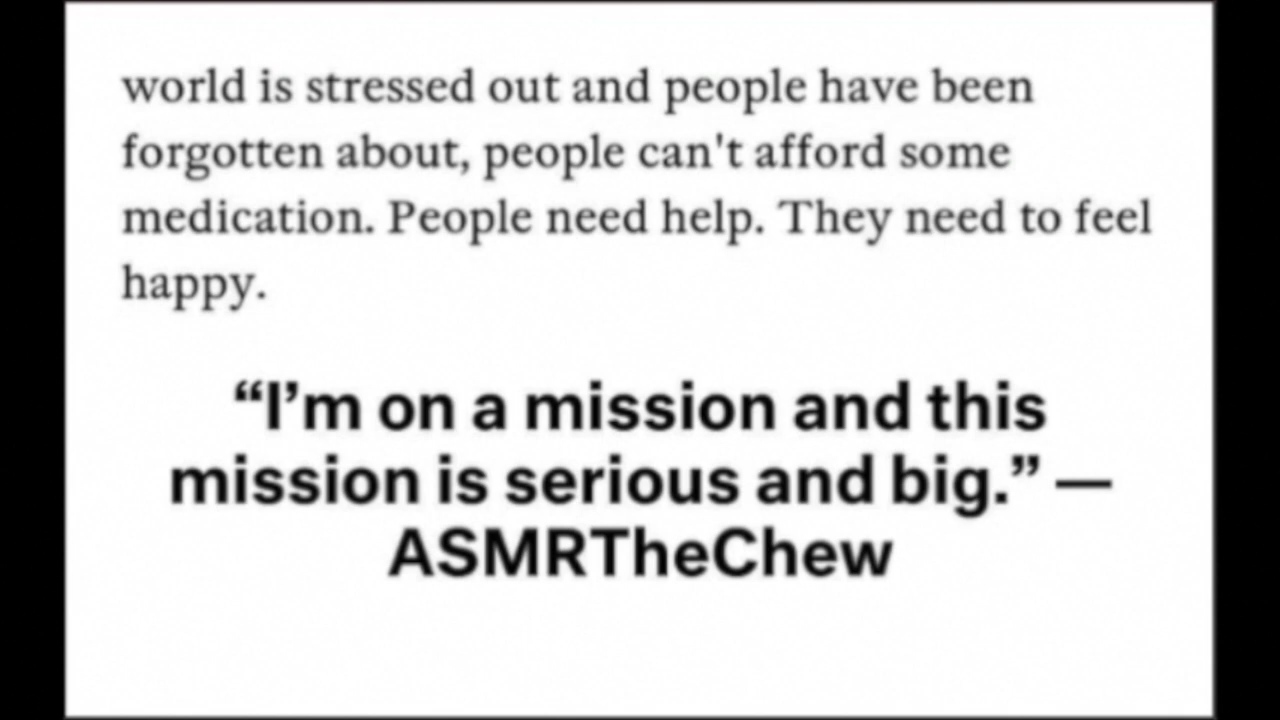 world is stressed out and people have been
forgotten about, people can't afford some
medication. People need help. They need to feel
happy.
“I’m on a mission and this
mission is serious and big.” —
ASMRTheChew